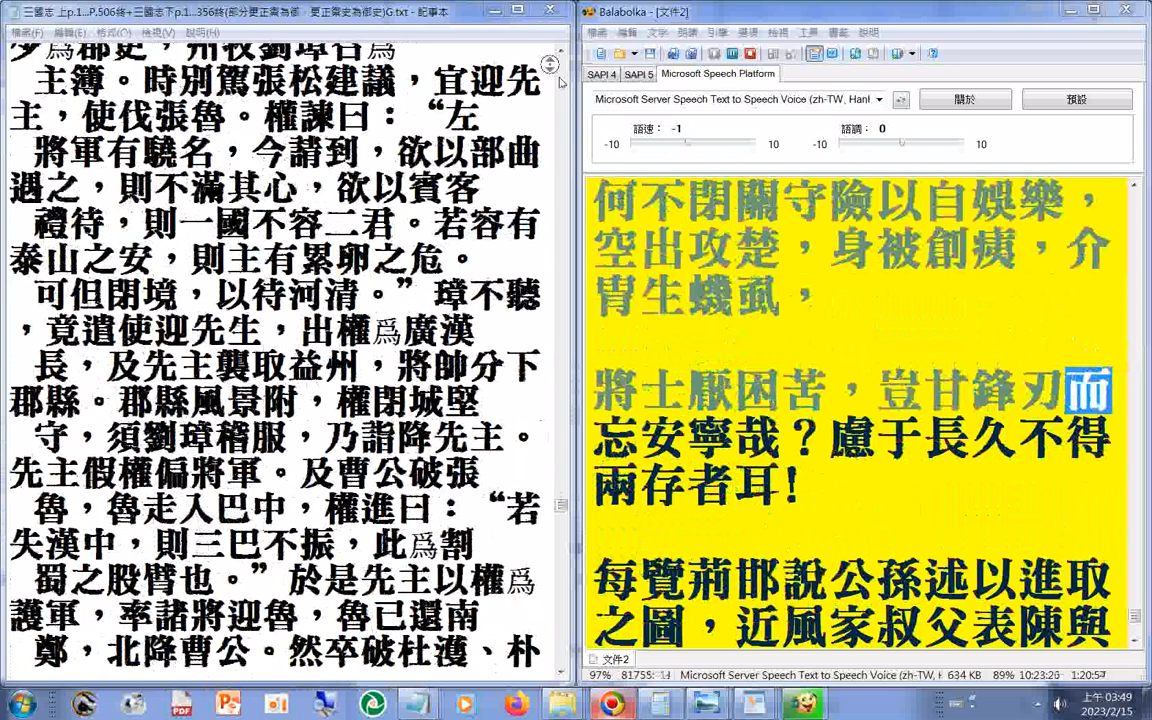 三國志 上p.1...P.506終+三國志下p.1...356終(部分更正禦為御，更正禦史為御史)G.txt - 記事本
檔案(F) 編輯(E) 格式(O) 檢視(V) 說明(H)
少爲郡吏，州牧劉璋召爲
主簿。時別駕張松建議，宜迎先
主，使伐張魯。權諫曰：“左
將軍有驍名，今請到，欲以部曲
遇之，則不滿其心，欲以賓客
禮待，則一國不容二君。若客有
泰山之安，則主有累卵之危。
可但閉境，以待河清。”璋不聽
，竟遣使迎先生，出權爲廣漢
長，及先主襲取益州，將帥分下
郡縣。郡縣風景附，權閉城堅
守，須劉璋稽服，乃詣降先主。
先主假權偏將軍。及曹公破張
魯，魯走入巴中，權進曰：“若
失漢中，則三巴不振，此爲割
蜀之股臂也。”於是先主以權爲
護軍，率諸將迎魯，魯已還南
鄭，北降曹公。然卒破杜濩、朴
Balabolka - [文件2]
檔案 編輯 文字 朗讀 引擎 選項 檢視 工具 書籤 說明
SAPI 4 SAPI 5 Microsoft Speech Platform
Microsoft Server Speech Text to Speech Voice (zh-TW, Hanl
關於
預設
語速： -1
語調： 0
-10 10 -10 10
何不閉關守險以自娛樂，
空出攻楚，身被創痍，介
冑生蟣虱，
將士厭困苦，豈甘鋒刃而
忘安寧哉？慮于長久不得
兩存者耳！
每覽荊邯說公孫述以進取
之圖，近風家叔父表陳與
文件2
97% 81755: 14 Microsoft Server Speech Text to Speech Voice (zh-TW, H 634 KB 89% 10:23:26 1:20:57
上午 03:49
2023/2/15